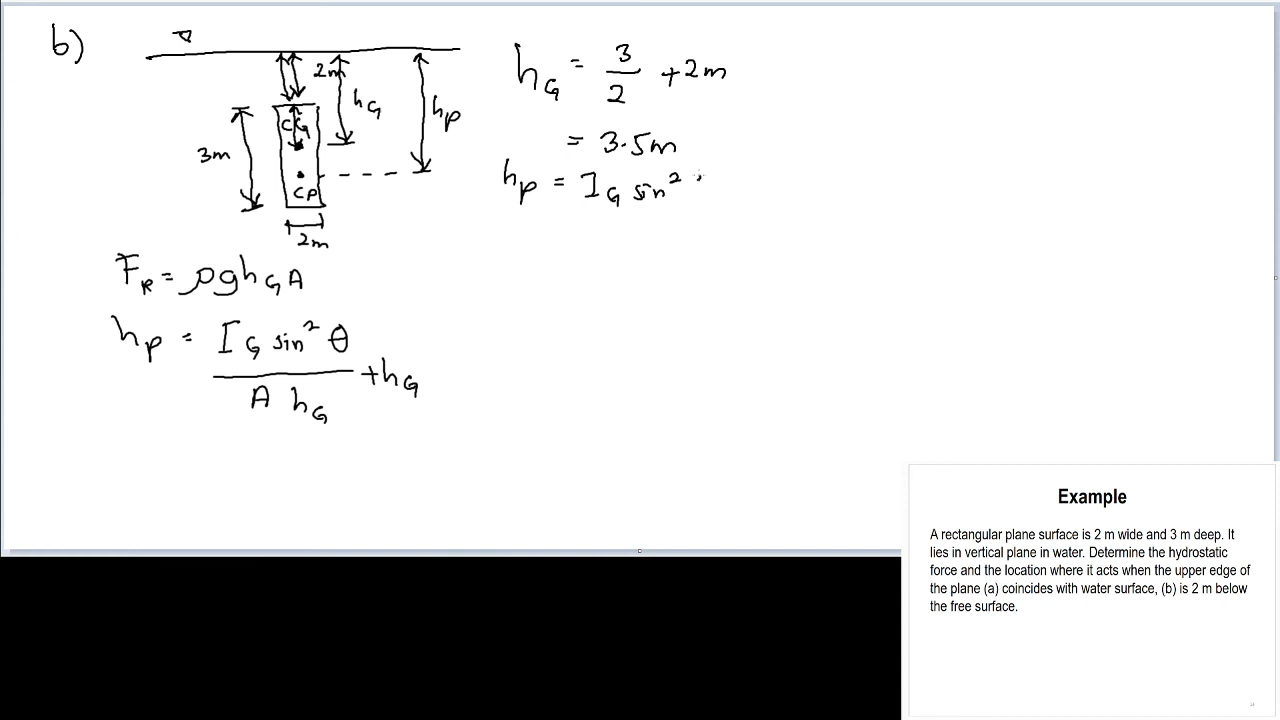 b)
2m
hG
hP
CG
3m
CP
2m
hG = 3/2 + 2m
= 3.5m
hP = IG sin²
FR = ρghGA
hP = IG sin² θ / A hG + hG
Example
A rectangular plane surface is 2 m wide and 3 m deep. It
lies in vertical plane in water. Determine the hydrostatic
force and the location where it acts when the upper edge of
the plane (a) coincides with water surface, (b) is 2 m below
the free surface.